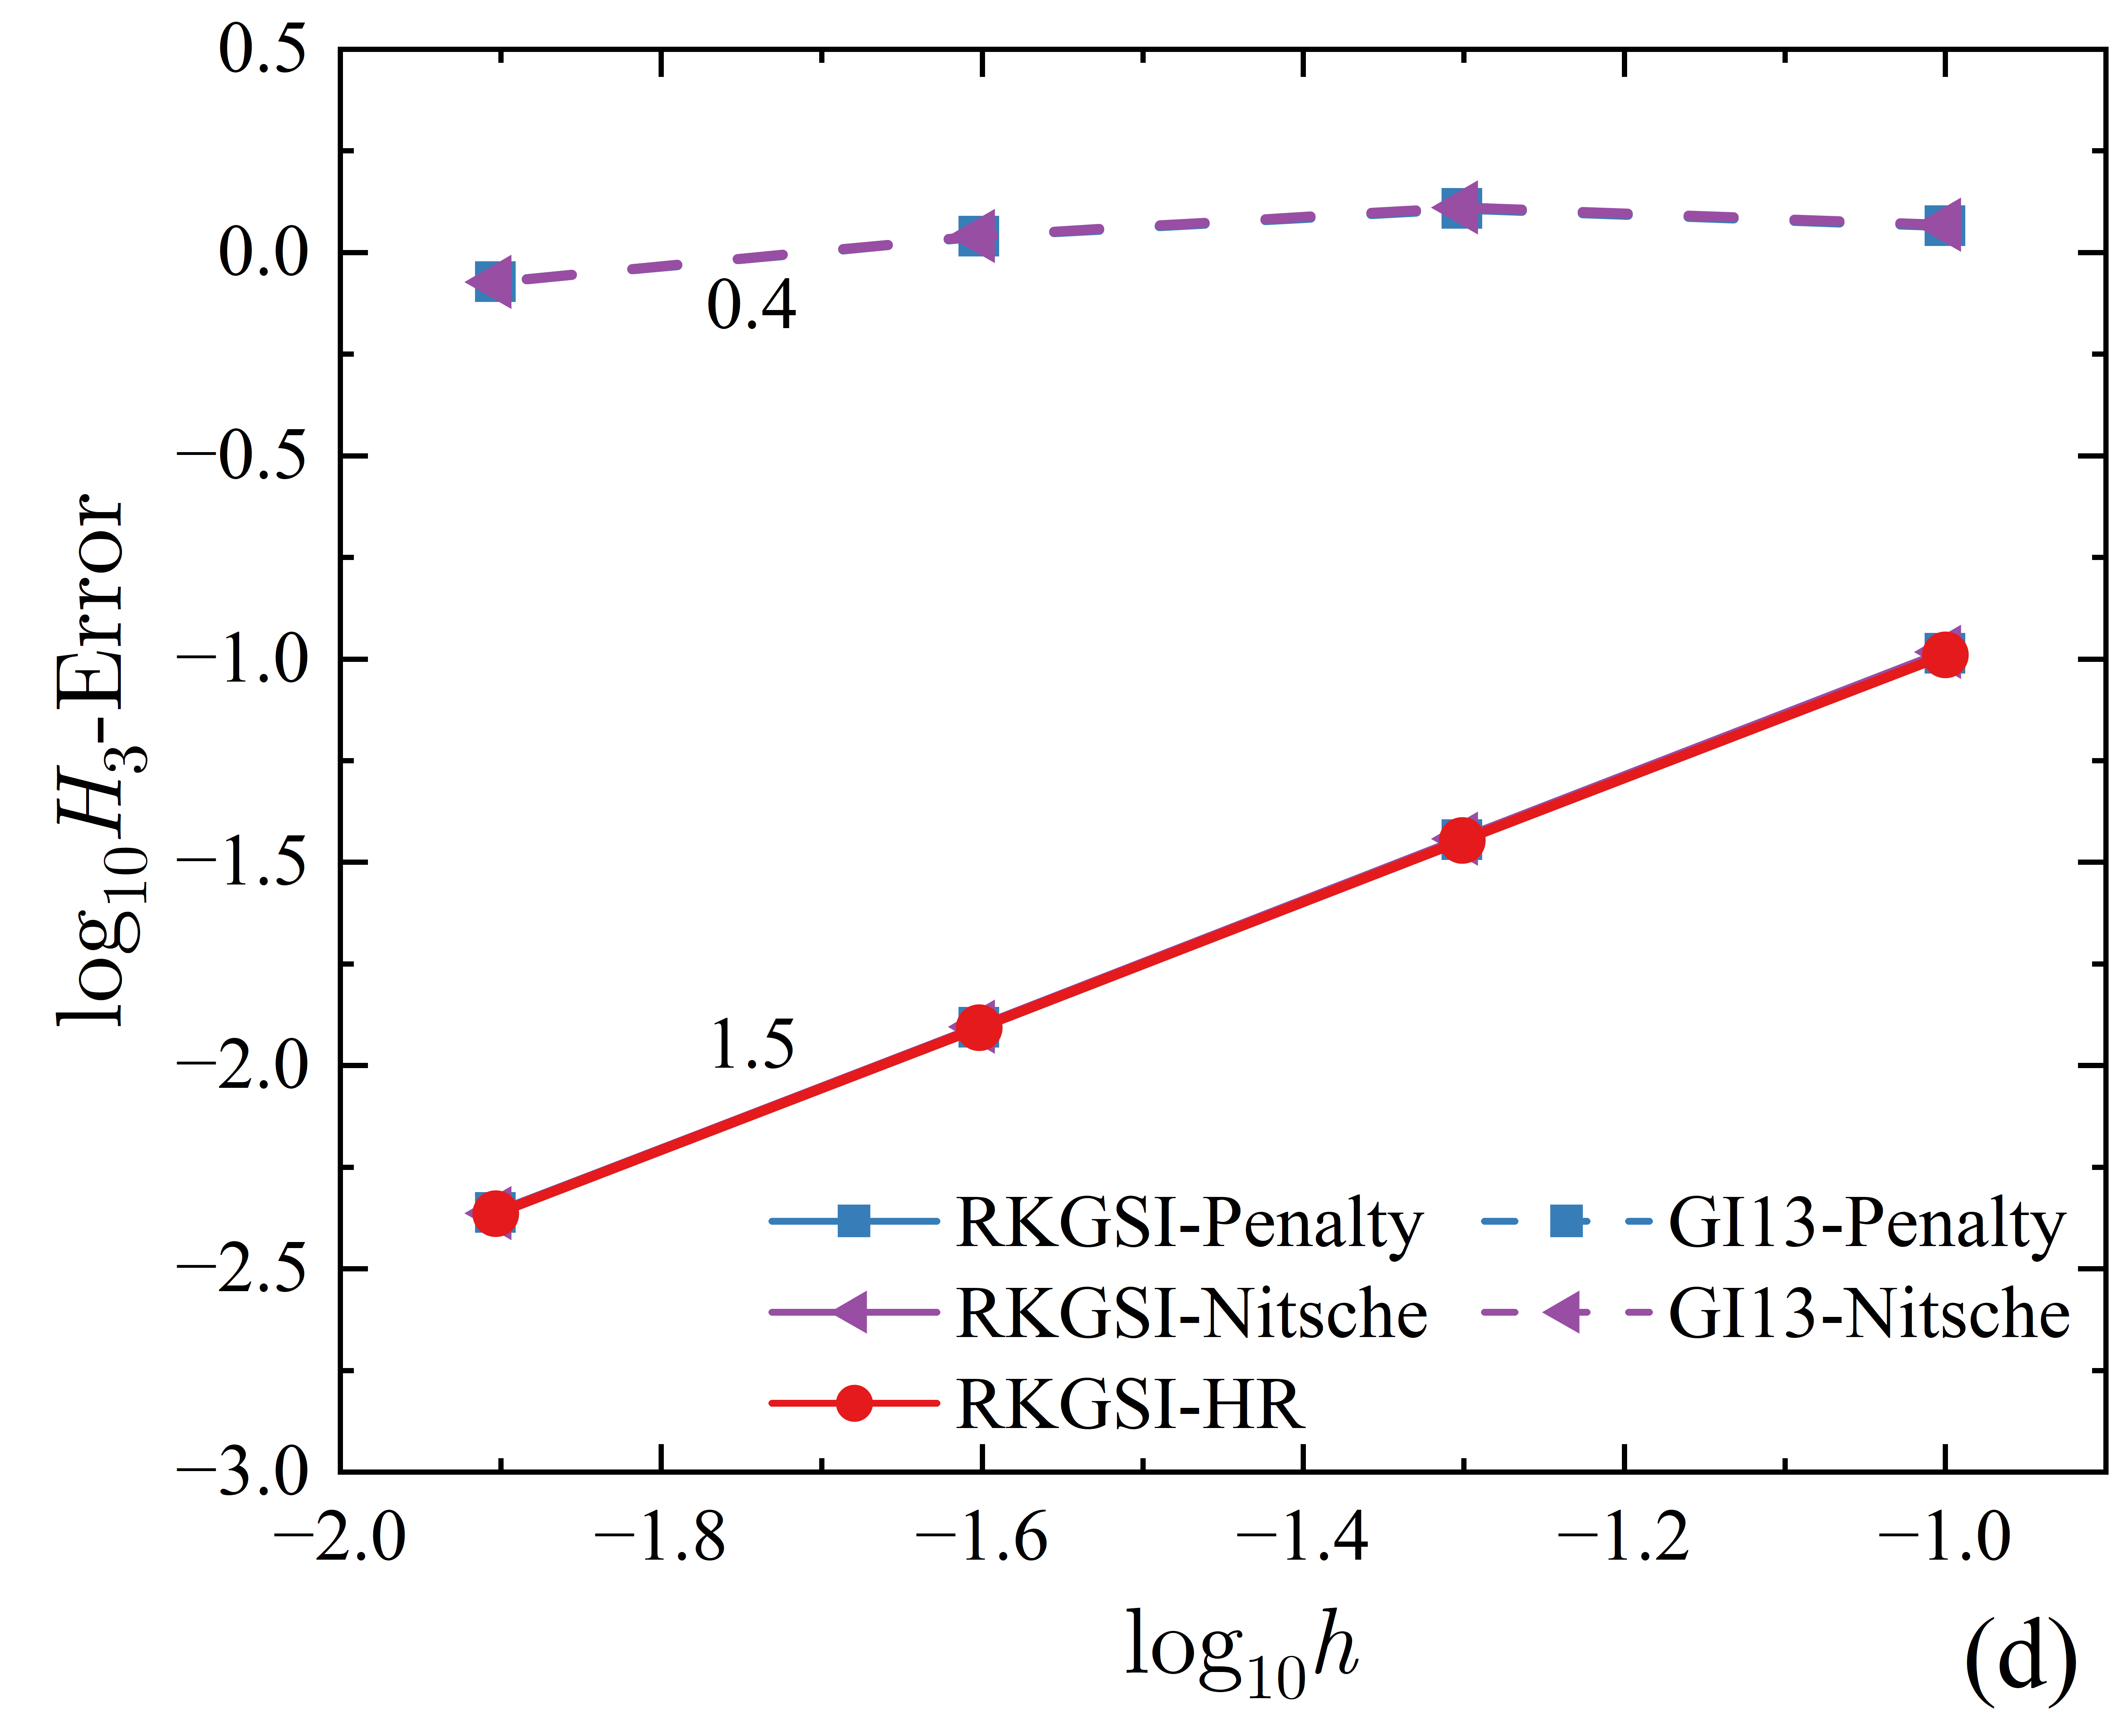 0.5
0.0
−0.5
−1.0
−1.5
−2.0
−2.5
−3.0
log₁₀H₃-Error
0.4
1.5
RKGSI-Penalty GI13-Penalty
RKGSI-Nitsche GI13-Nitsche
RKGSI-HR
−2.0 −1.8 −1.6 −1.4 −1.2 −1.0
log₁₀h
(d)